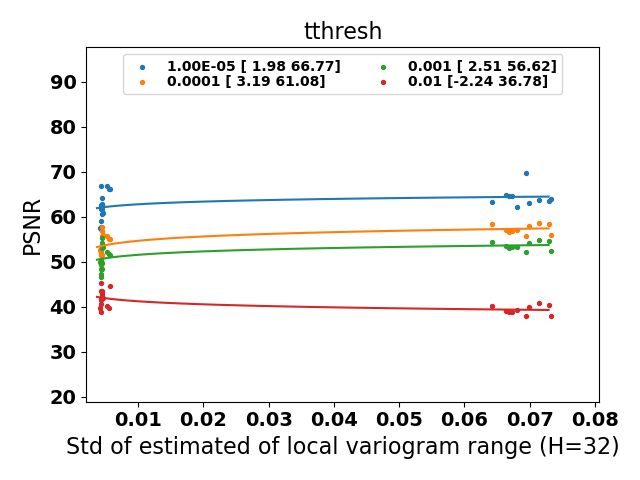 tthresh
1.00E-05 [ 1.98 66.77]
0.0001 [ 3.19 61.08]
0.001 [ 2.51 56.62]
0.01 [-2.24 36.78]
PSNR
90
80
70
60
50
40
30
20
0.01 0.02 0.03 0.04 0.05 0.06 0.07 0.08
Std of estimated of local variogram range (H=32)